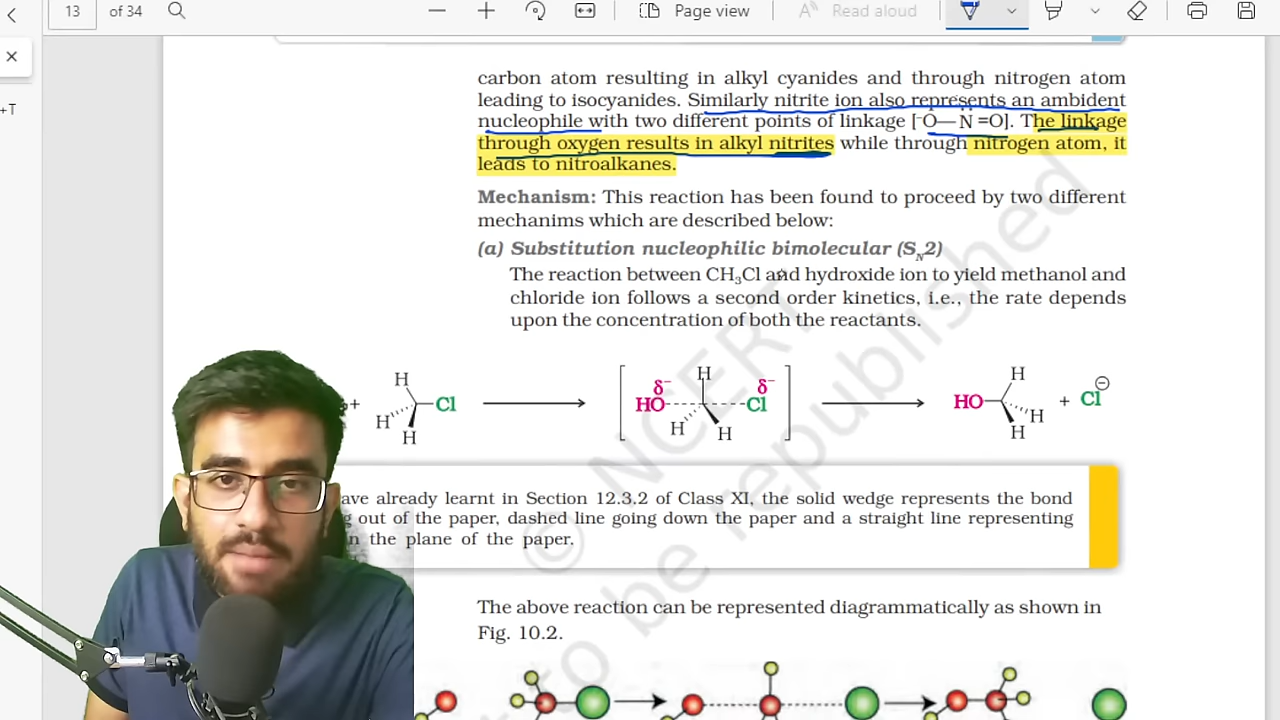 13 of 34 Page view Read aloud
+T
carbon atom resulting in alkyl cyanides and through nitrogen atom
leading to isocyanides. Similarly nitrite ion also represents an ambident
nucleophile with two different points of linkage [⁻O—N̈ =O]. The linkage
through oxygen results in alkyl nitrites while through nitrogen atom, it
leads to nitroalkanes.
Mechanism: This reaction has been found to proceed by two different
mechanims which are described below:
(a) Substitution nucleophilic bimolecular (SN2)
The reaction between CH₃Cl and hydroxide ion to yield methanol and
chloride ion follows a second order kinetics, i.e., the rate depends
upon the concentration of both the reactants.
H H H
δ⁻ δ⁻
+ Cl HO Cl HO + Cl⊖
H H H
H H H
out of the paper, dashed line going down the paper and a straight line representing
already learnt in Section 12.3.2 of Class XI, the solid wedge represents the bond
the plane of the paper.
The above reaction can be represented diagrammatically as shown in
Fig. 10.2.
© NCERT
to be republished